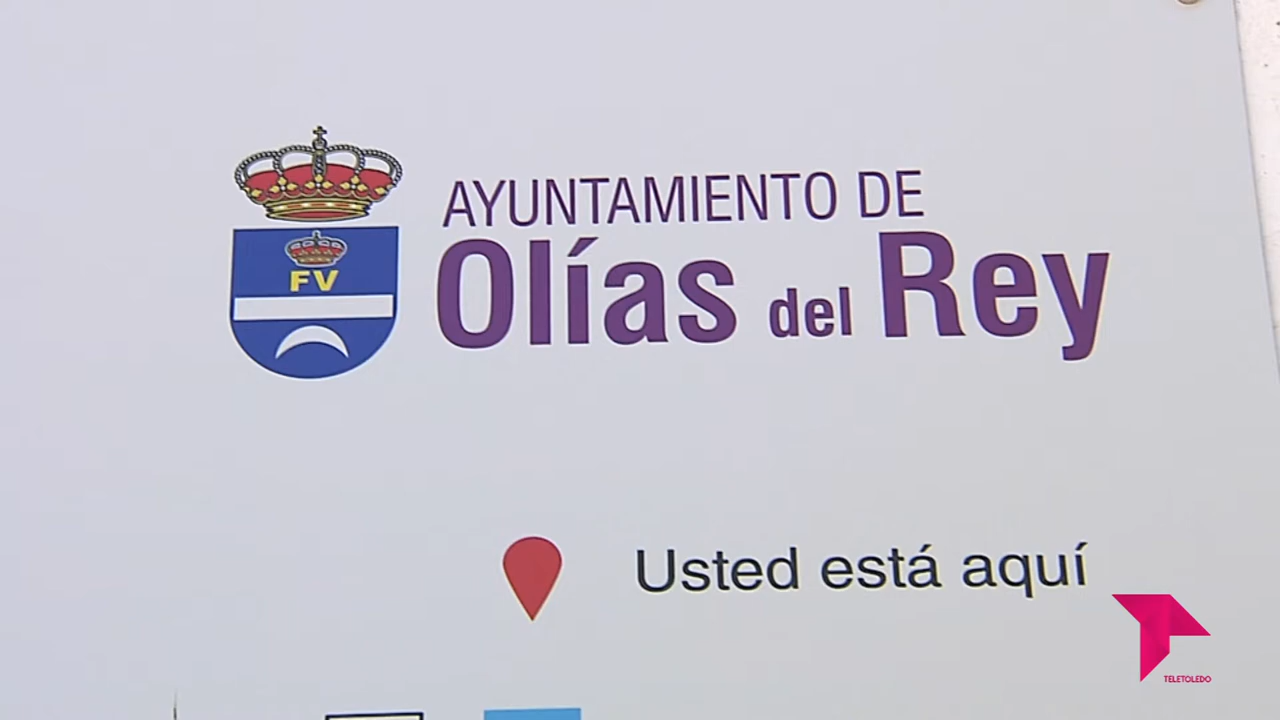 AYUNTAMIENTO DE
Olías del Rey
FV
Usted está aquí
TELETOLEDO